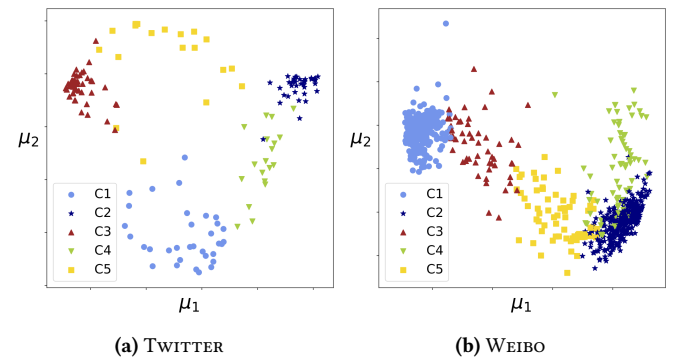 μ2
C1
C2
C3
C4
C5
μ1
(a) TWITTER
μ2
C1
C2
C3
C4
C5
μ1
(b) WEIBO